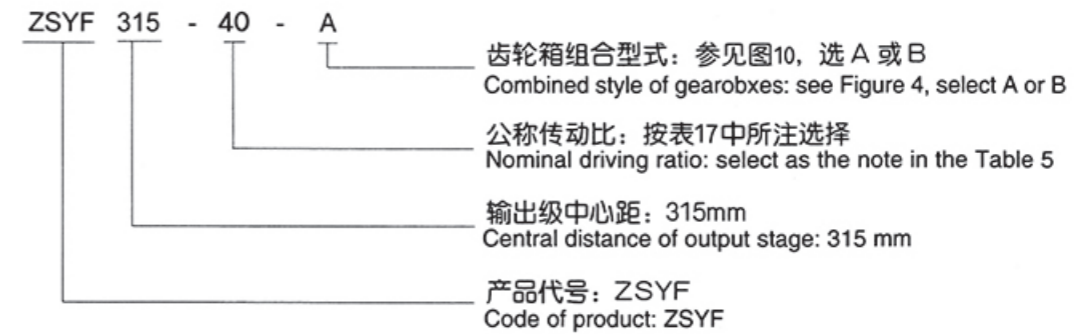 ZSYF 315 - 40 - A
齿轮箱组合型式：参见图10，选 A 或 B
Combined style of gearobxes: see Figure 4, select A or B
公称传动比：按表17中所注选择
Nominal driving ratio: select as the note in the Table 5
输出级中心距：315mm
Central distance of output stage: 315 mm
产品代号：ZSYF
Code of product: ZSYF